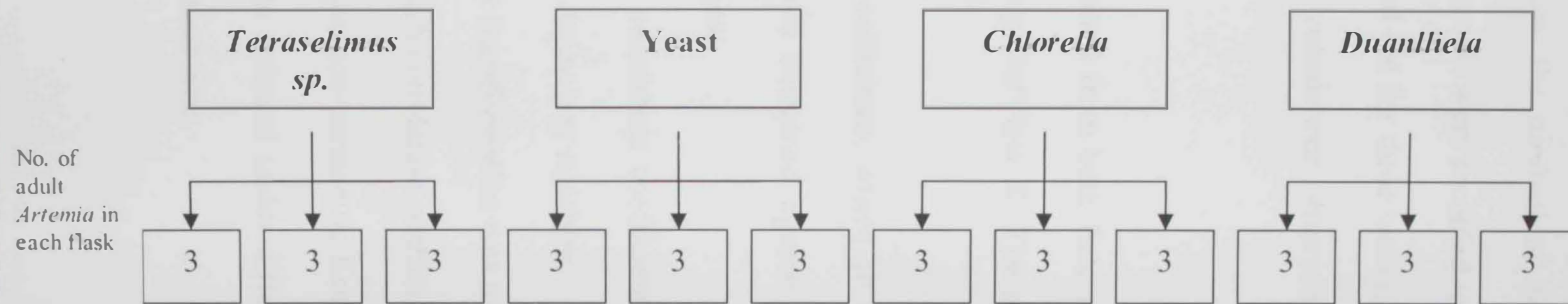 Tetraselimus
sp.
Yeast
Chlorella
Duanlliela
No. of
adult
Artemia in
each flask
3 3 3 3 3 3 3 3 3 3 3 3